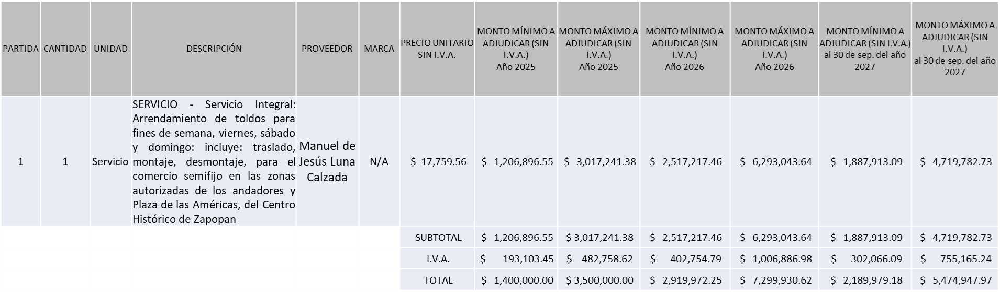 PARTIDA
CANTIDAD
UNIDAD
DESCRIPCIÓN
PROVEEDOR
MARCA
PRECIO UNITARIO
SIN I.V.A.
MONTO MÍNIMO A
ADJUDICAR (SIN
I.V.A.)
Año 2025
MONTO MÁXIMO A
ADJUDICAR (SIN
I.V.A.)
Año 2025
MONTO MÍNIMO A
ADJUDICAR (SIN
I.V.A.)
Año 2026
MONTO MÁXIMO A
ADJUDICAR (SIN
I.V.A.)
Año 2026
MONTO MÍNIMO A
ADJUDICAR (SIN I.V.A.)
al 30 de sep. del año
2027
MONTO MÁXIMO A
ADJUDICAR (SIN
I.V.A.)
al 30 de sep. del año
2027
1
1
Servicio
SERVICIO - Servicio Integral:
Arrendamiento de toldos para
fines de semana, viernes, sábado
y domingo: incluye: traslado,
montaje, desmontaje, para el
comercio semifijo en las zonas
autorizadas de los andadores y
Plaza de las Américas, del Centro
Histórico de Zapopan
Manuel de
Jesús Luna
Calzada
N/A
$ 17,759.56
$ 1,206,896.55
$ 3,017,241.38
$ 2,517,217.46
$ 6,293,043.64
$ 1,887,913.09
$ 4,719,782.73
SUBTOTAL $ 1,206,896.55 $ 3,017,241.38 $ 2,517,217.46 $ 6,293,043.64 $ 1,887,913.09 $ 4,719,782.73
I.V.A. $ 193,103.45 $ 482,758.62 $ 402,754.79 $ 1,006,886.98 $ 302,066.09 $ 755,165.24
TOTAL $ 1,400,000.00 $ 3,500,000.00 $ 2,919,972.25 $ 7,299,930.62 $ 2,189,979.18 $ 5,474,947.97